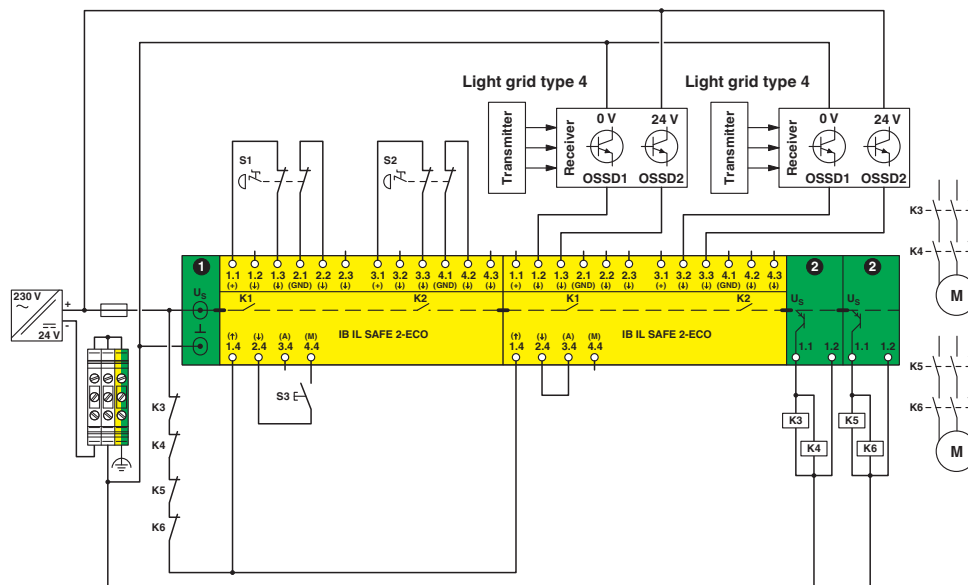 Light grid type 4
Light grid type 4
Transmitter
Receiver
0 V
24 V
OSSD1
OSSD2
Transmitter
Receiver
0 V
24 V
OSSD1
OSSD2
S1
S2
K3
K4
M
1
1.1 1.2 1.3 2.1 2.2 2.3 3.1 3.2 3.3 4.1 4.2 4.3
(+) (↓) (↓) (GND) (↓) (↓) (+) (↓) (↓) (GND) (↓) (↓)
1.1 1.2 1.3 2.1 2.2 2.3 3.1 3.2 3.3 4.1 4.2 4.3
(+) (↓) (↓) (GND) (↓) (↓) (+) (↓) (↓) (GND) (↓) (↓)
2
2
US
K1
K2
K1
K2
US
US
230 V
24 V
+
-
IB IL SAFE 2-ECO
IB IL SAFE 2-ECO
(↑) (↓) (A) (M)
1.4 2.4 3.4 4.4
(↑) (↓) (A) (M)
1.4 2.4 3.4 4.4
1.1 1.2
1.1 1.2
S3
K3
K4
K5
K6
K3
K4
K5
K6
K5
K6
M